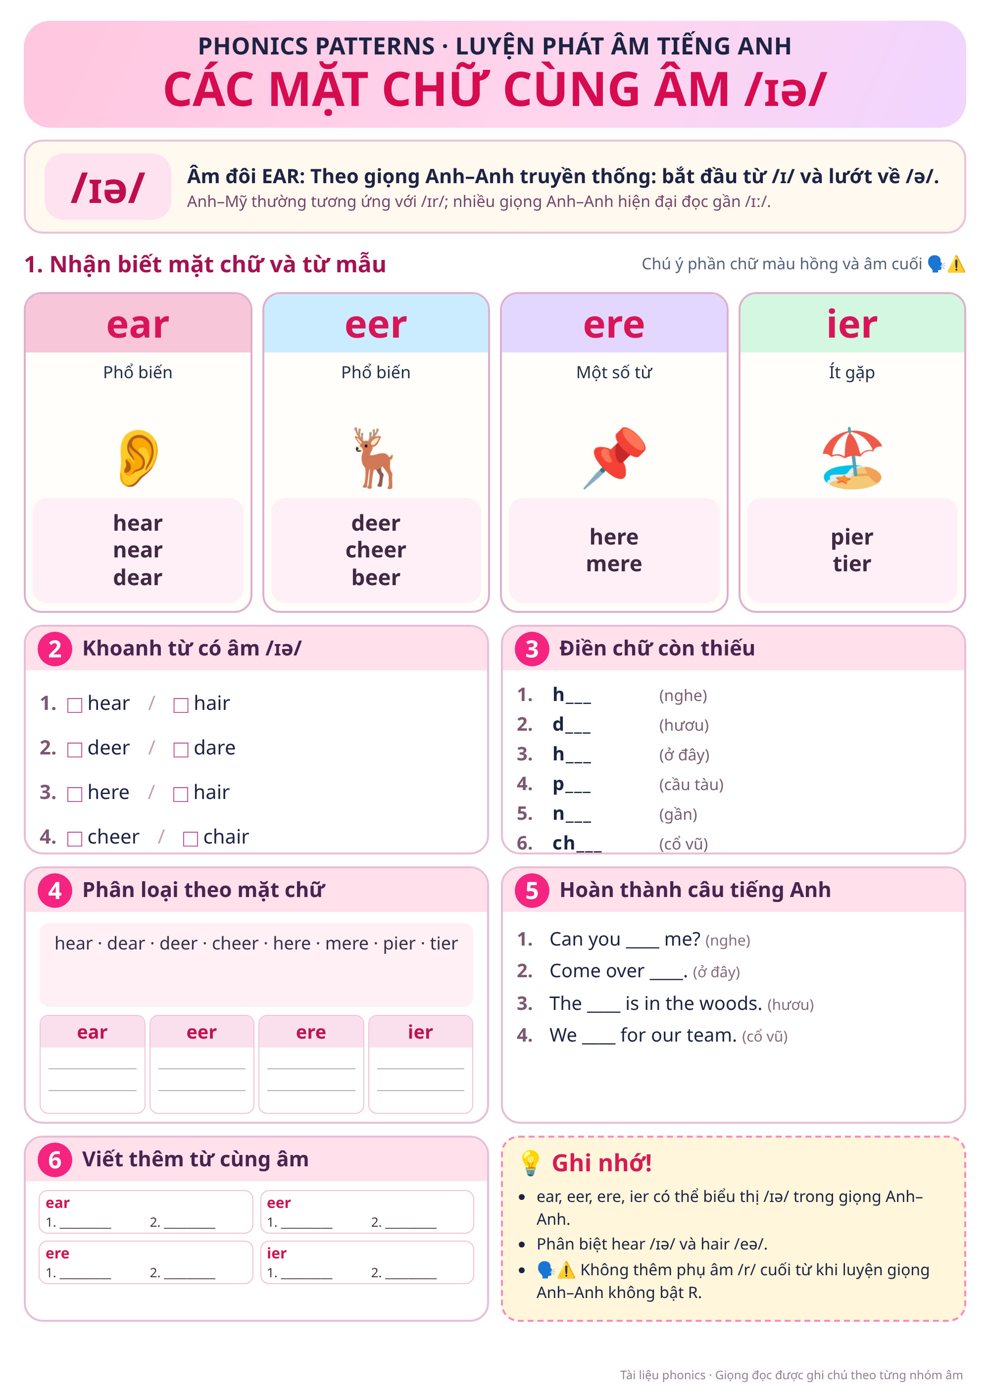 PHONICS PATTERNS · LUYỆN PHÁT ÂM TIẾNG ANH
CÁC MẶT CHỮ CÙNG ÂM /ɪə/
/ɪə/
Âm đôi EAR: Theo giọng Anh–Anh truyền thống: bắt đầu từ /ɪ/ và lướt về /ə/.
Anh–Mỹ thường tương ứng với /ɪr/; nhiều giọng Anh–Anh hiện đại đọc gần /ɪː/.
1. Nhận biết mặt chữ và từ mẫu
Chú ý phần chữ màu hồng và âm cuối 🗣️⚠️
ear
Phổ biến
hear
near
dear
eer
Phổ biến
deer
cheer
beer
ere
Một số từ
here
mere
ier
Ít gặp
pier
tier
2 Khoanh từ có âm /ɪə/
1. □ hear / □ hair
2. □ deer / □ dare
3. □ here / □ hair
4. □ cheer / □ chair
3 Điền chữ còn thiếu
1. h___ (nghe)
2. d___ (hươu)
3. h___ (ở đây)
4. p___ (cầu tàu)
5. n___ (gần)
6. ch___ (cổ vũ)
4 Phân loại theo mặt chữ
hear · dear · deer · cheer · here · mere · pier · tier
ear eer ere ier
5 Hoàn thành câu tiếng Anh
1. Can you ____ me? (nghe)
2. Come over ____. (ở đây)
3. The ____ is in the woods. (hươu)
4. We ____ for our team. (cổ vũ)
6 Viết thêm từ cùng âm
ear
1. ________ 2. ________
eer
1. ________ 2. ________
ere
1. ________ 2. ________
ier
1. ________ 2. ________
💡 Ghi nhớ!
• ear, eer, ere, ier có thể biểu thị /ɪə/ trong giọng Anh–
Anh.
• Phân biệt hear /ɪə/ và hair /eə/.
• 🗣️⚠️ Không thêm phụ âm /r/ cuối từ khi luyện giọng
Anh–Anh không bật R.
Tài liệu phonics · Giọng đọc được ghi chú theo từng nhóm âm